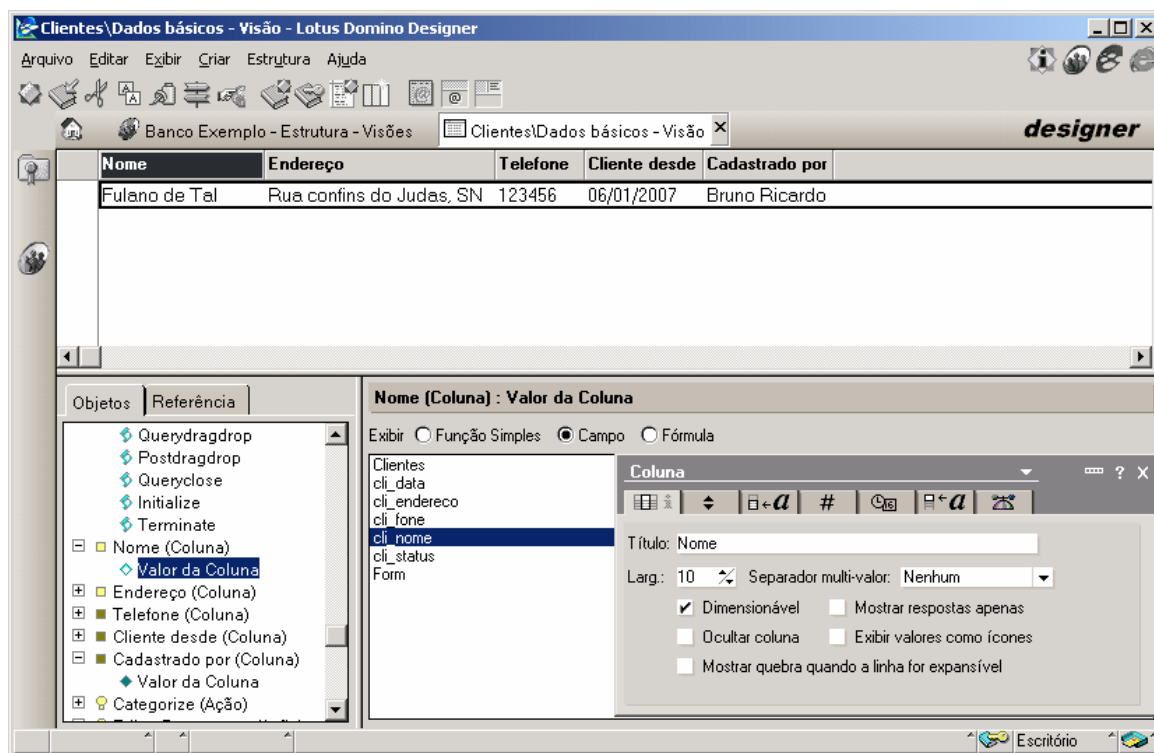 Clientes\Dados básicos - Visão - Lotus Domino Designer
Arquivo Editar Exibir Criar Estrutura Ajuda
Banco Exemplo - Estrutura - Visões Clientes\Dados básicos - Visão designer
Nome Endereço Telefone Cliente desde Cadastrado por
Fulano de Tal Rua confins do Judas, SN 123456 06/01/2007 Bruno Ricardo
Objetos Referência
Querydragdrop
Postdragdrop
Queryclose
Initialize
Terminate
Nome (Coluna)
Valor da Coluna
Endereço (Coluna)
Telefone (Coluna)
Cliente desde (Coluna)
Cadastrado por (Coluna)
Valor da Coluna
Categorize (Ação)
Nome (Coluna) : Valor da Coluna
Exibir Função Simples Campo Fórmula
Clientes
cli_data
cli_endereco
cli_fone
cli_nome
cli_status
Form
Coluna
Título: Nome
Larg.: 10 Separador multi-valor: Nenhum
Dimensionável Mostrar respostas apenas
Ocultar coluna Exibir valores como ícones
Mostrar quebra quando a linha for expansível
Escritório